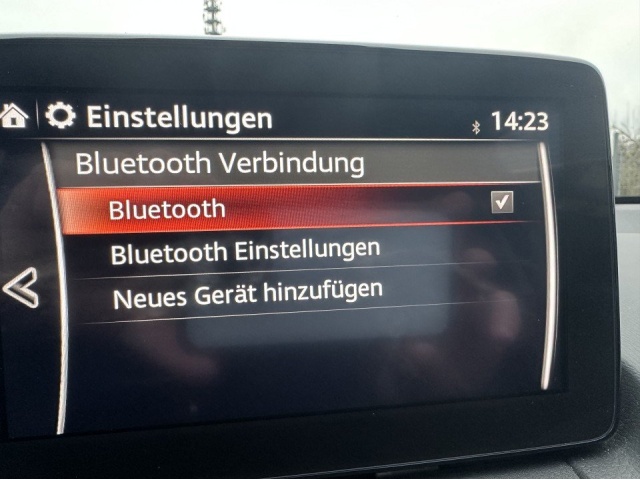 Einstellungen 14:23
Bluetooth Verbindung
Bluetooth
Bluetooth Einstellungen
Neues Gerät hinzufügen